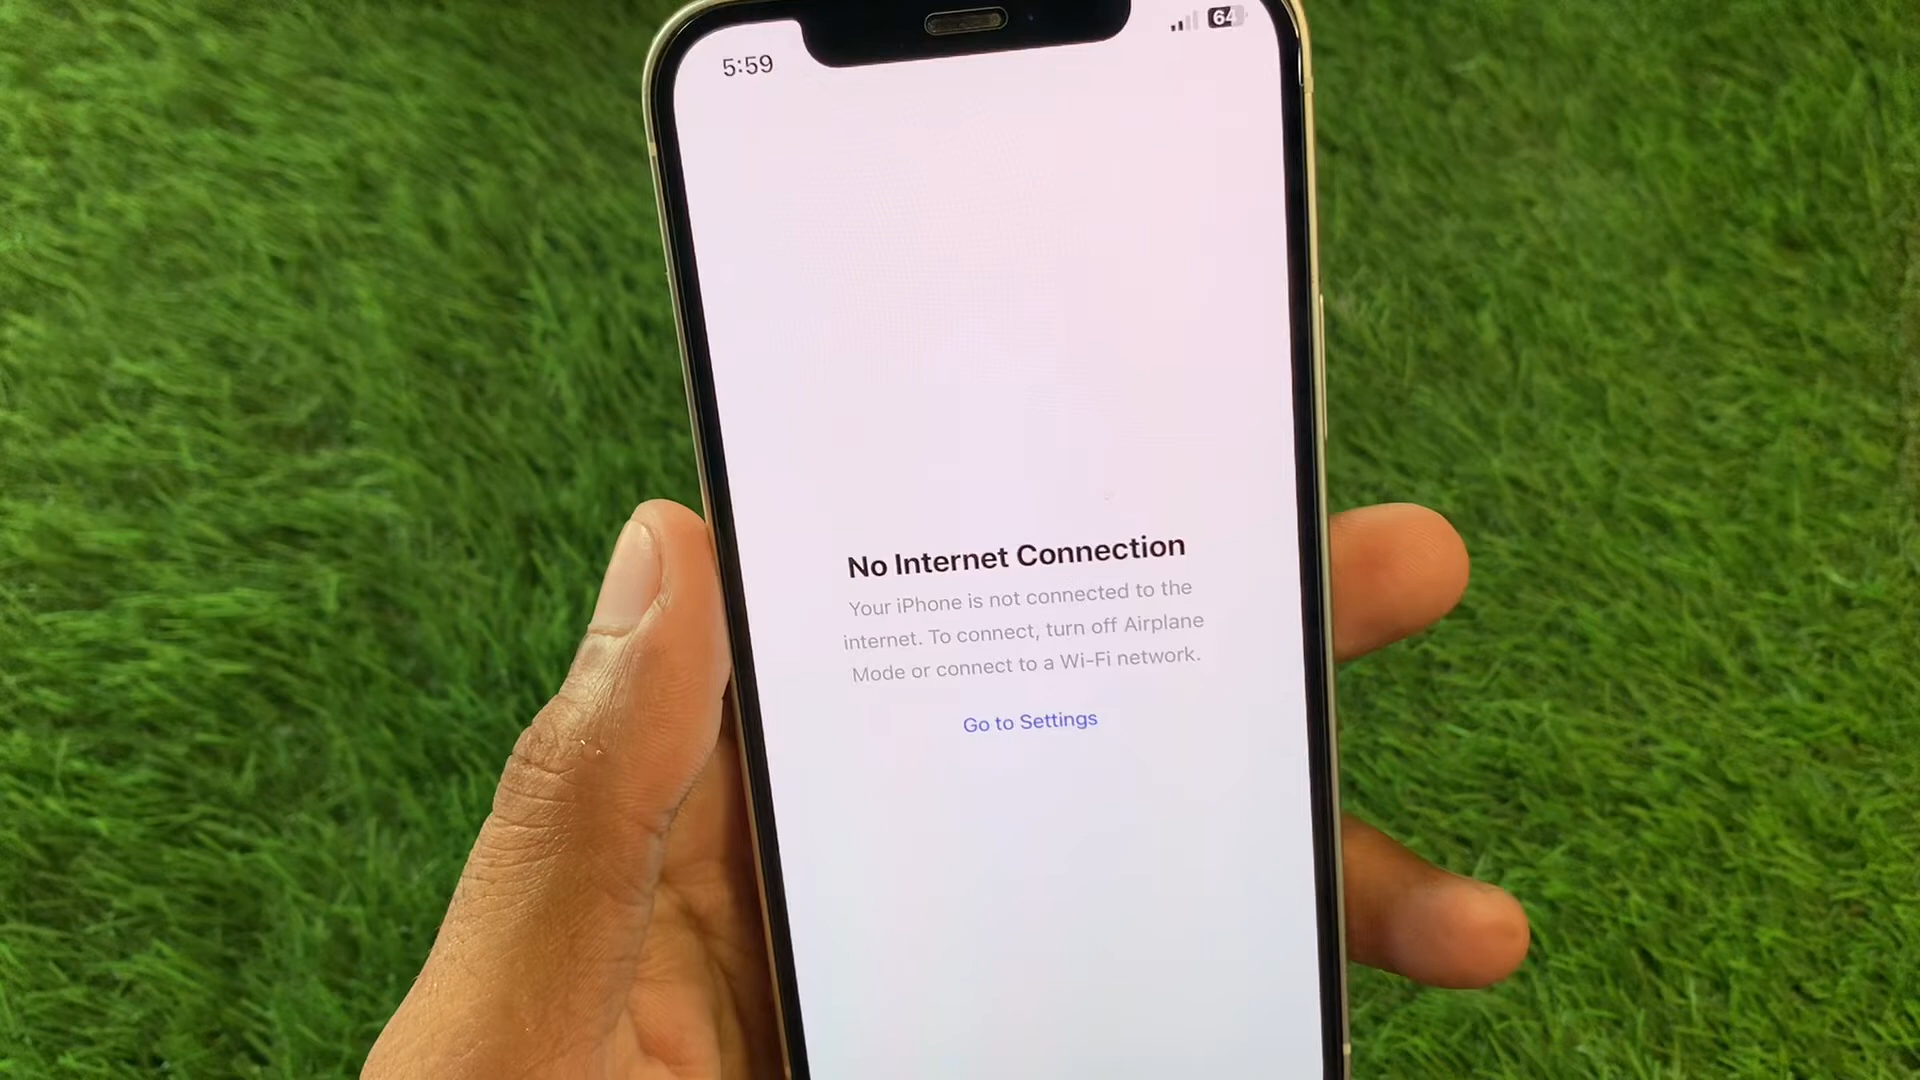 5:59
64
No Internet Connection
Your iPhone is not connected to the
internet. To connect, turn off Airplane
Mode or connect to a Wi-Fi network.
Go to Settings